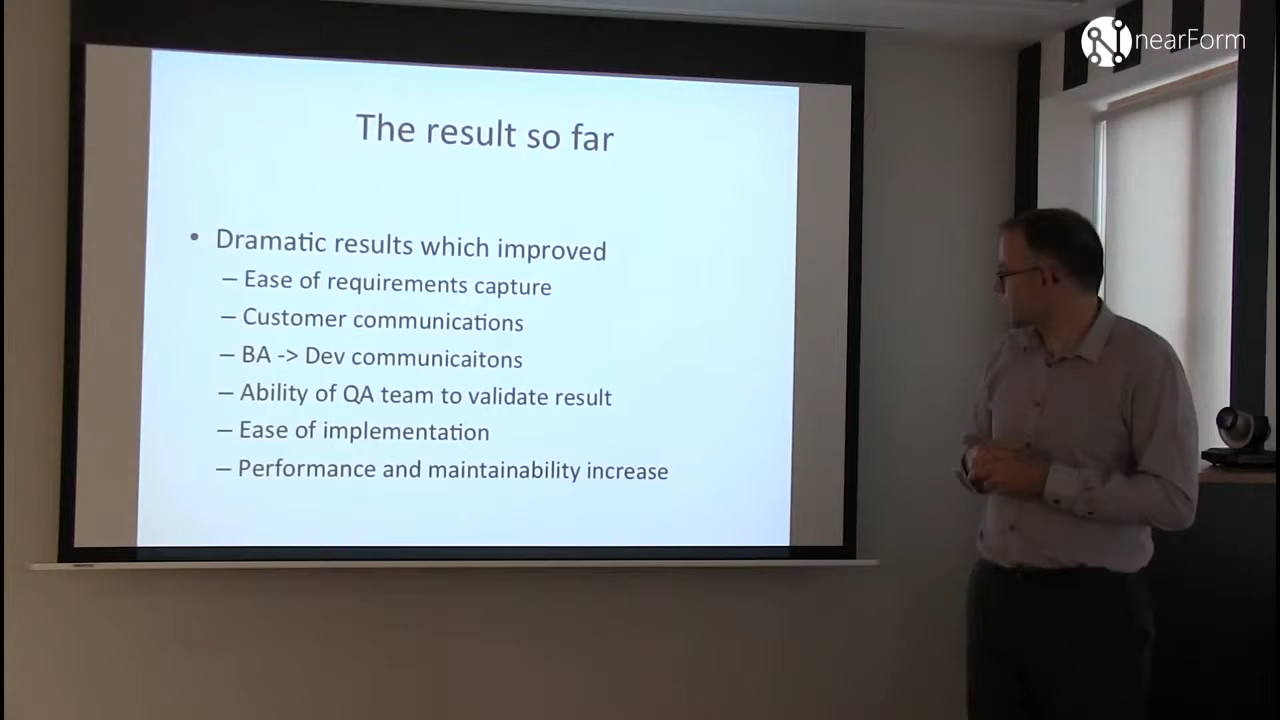 nearForm
The result so far
• Dramatic results which improved
– Ease of requirements capture
– Customer communications
– BA -> Dev communicaitons
– Ability of QA team to validate result
– Ease of implementation
– Performance and maintainability increase